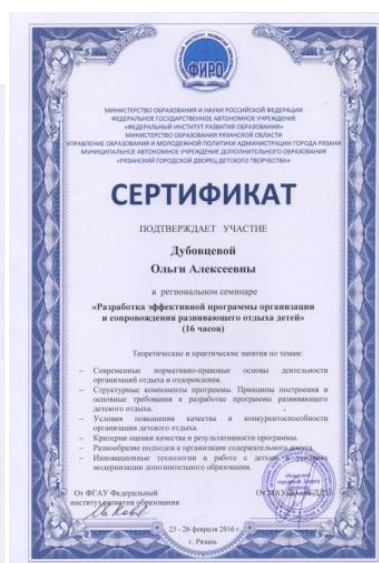 ФИРО
МИНИСТЕРСТВО ОБРАЗОВАНИЯ И НАУКИ РОССИЙСКОЙ ФЕДЕРАЦИИ
ФЕДЕРАЛЬНОЕ ГОСУДАРСТВЕННОЕ АВТОНОМНОЕ УЧРЕЖДЕНИЕ
«ФЕДЕРАЛЬНЫЙ ИНСТИТУТ РАЗВИТИЯ ОБРАЗОВАНИЯ»
МИНИСТЕРСТВО ОБРАЗОВАНИЯ РЯЗАНСКОЙ ОБЛАСТИ
УПРАВЛЕНИЕ ОБРАЗОВАНИЯ И МОЛОДЕЖНОЙ ПОЛИТИКИ АДМИНИСТРАЦИИ ГОРОДА РЯЗАНИ
МУНИЦИПАЛЬНОЕ АВТОНОМНОЕ УЧРЕЖДЕНИЕ ДОПОЛНИТЕЛЬНОГО ОБРАЗОВАНИЯ
«РЯЗАНСКИЙ ГОРОДСКОЙ ДВОРЕЦ ДЕТСКОГО ТВОРЧЕСТВА»
СЕРТИФИКАТ
ПОДТВЕРЖДАЕТ УЧАСТИЕ
Дубовцевой
Ольги Алексеевны
в региональном семинаре
«Разработка эффективной программы организации
и сопровождения развивающего отдыха детей»
(16 часов)
Теоретические и практические занятия по темам:
– Современные нормативно-правовые основы деятельности
организаций отдыха и оздоровления.
– Структурные компоненты программы. Принципы построения и
основные требования к разработке программы развивающего
детского отдыха.
– Условия повышения качества и конкурентоспособности
организации детского отдыха.
– Критерии оценки качества и результативности программы.
– Разнообразие подходов к организации содержательного досуга.
– Инновационные технологии в работе с детьми в условиях
модернизации дополнительного образования.
От ФГАУ Федеральный
институт развития образования
25 - 26 февраля 2016 г.
г. Рязань